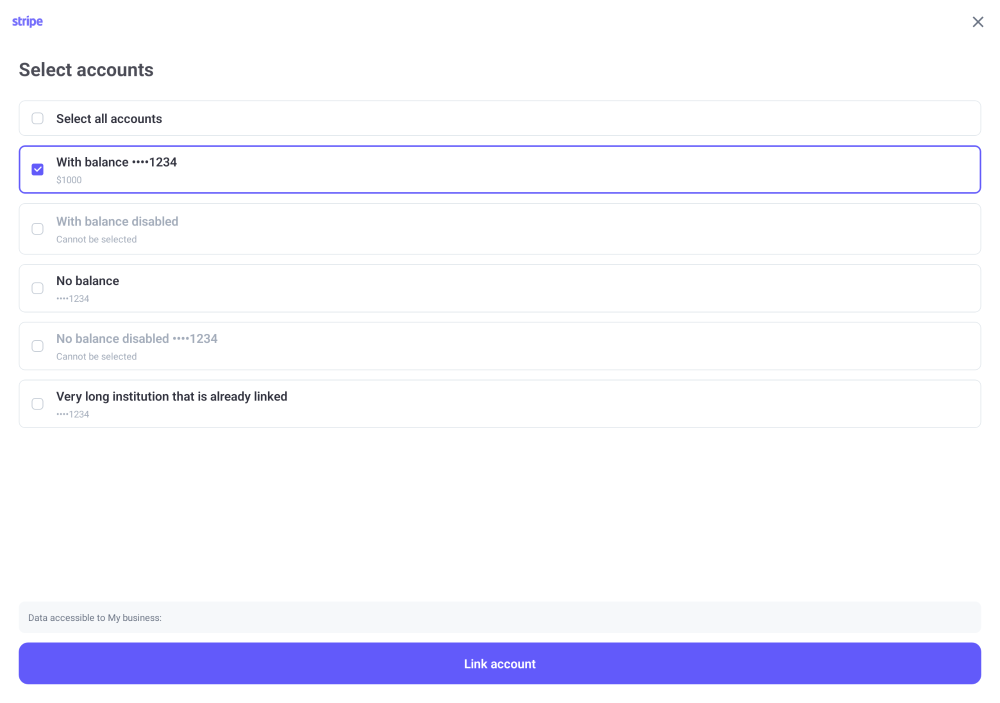 stripe
Select accounts
Select all accounts
With balance ••••1234
$1000
With balance disabled
Cannot be selected
No balance
••••1234
No balance disabled ••••1234
Cannot be selected
Very long institution that is already linked
••••1234
Data accessible to My business:
Link account